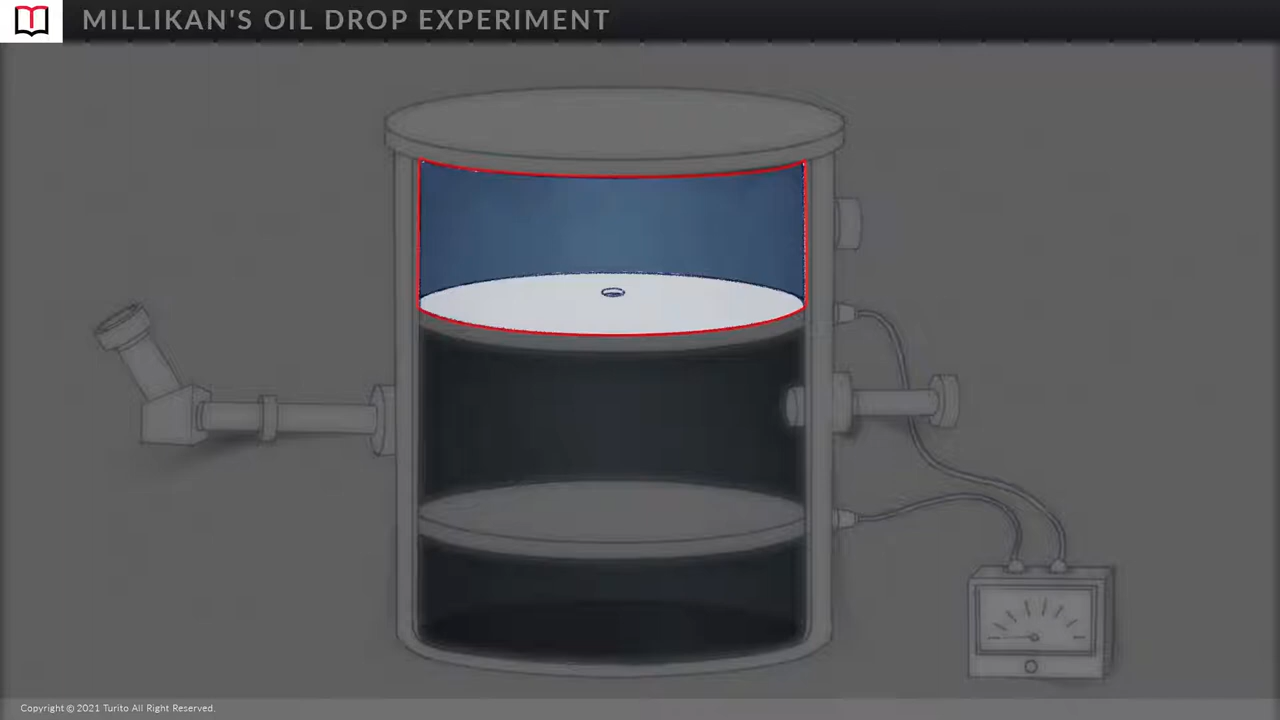 MILLIKAN'S OIL DROP EXPERIMENT
Copyright © 2021 Turito All Right Reserved.